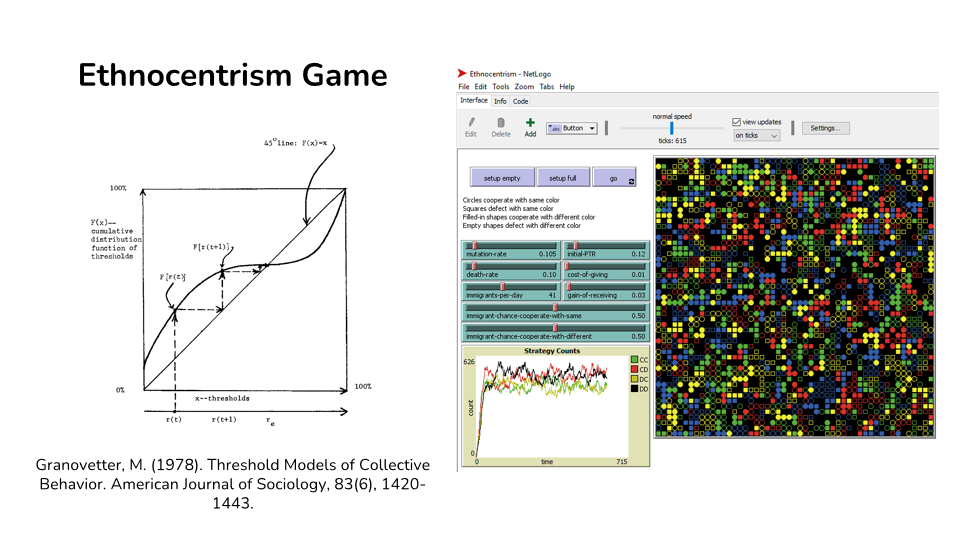 Ethnocentrism Game
45° line: F(x)=x
100%
F(x)--
cumulative
distribution
function of
thresholds
F[r(t+1)]
F[r(t)]
0%
100%
x--thresholds
r(t)
r(t+1)
re
Granovetter, M. (1978). Threshold Models of Collective
Behavior. American Journal of Sociology, 83(6), 1420-
1443.
Ethnocentrism - NetLogo
File Edit Tools Zoom Tabs Help
Interface Info Code
Edit Delete Add abc Button normal speed ticks: 615 view updates on ticks Settings...
setup empty setup full go
Circles cooperate with same color
Squares defect with same color
Filled-in shapes cooperate with different color
Empty shapes defect with different color
mutation-rate 0.105 initial-PTR 0.12
death-rate 0.10 cost-of-giving 0.01
immigrants-per-day 41 gain-of-receiving 0.03
immigrant-chance-cooperate-with-same 0.50
immigrant-chance-cooperate-with-different 0.50
Strategy Counts
626
count
0
0 time 715
CC
CD
DC
DD